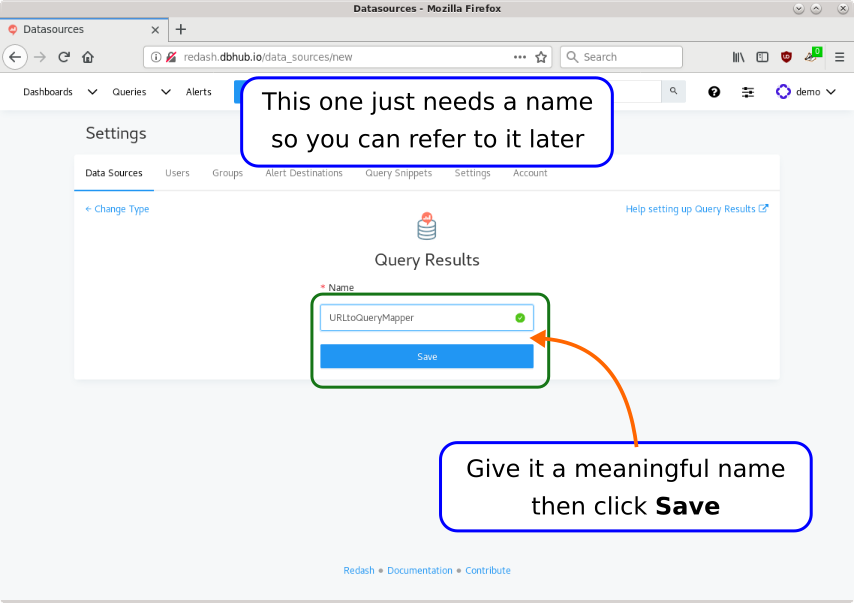 Datasources - Mozilla Firefox
Datasources
redash.dbhub.io/data_sources/new
Search
0
Dashboards Queries Alerts
demo
This one just needs a name
so you can refer to it later
Settings
Data Sources Users Groups Alert Destinations Query Snippets Settings Account
← Change Type
Help setting up Query Results
Query Results
* Name
URLtoQueryMapper
Save
Give it a meaningful name
then click Save
Redash • Documentation • Contribute